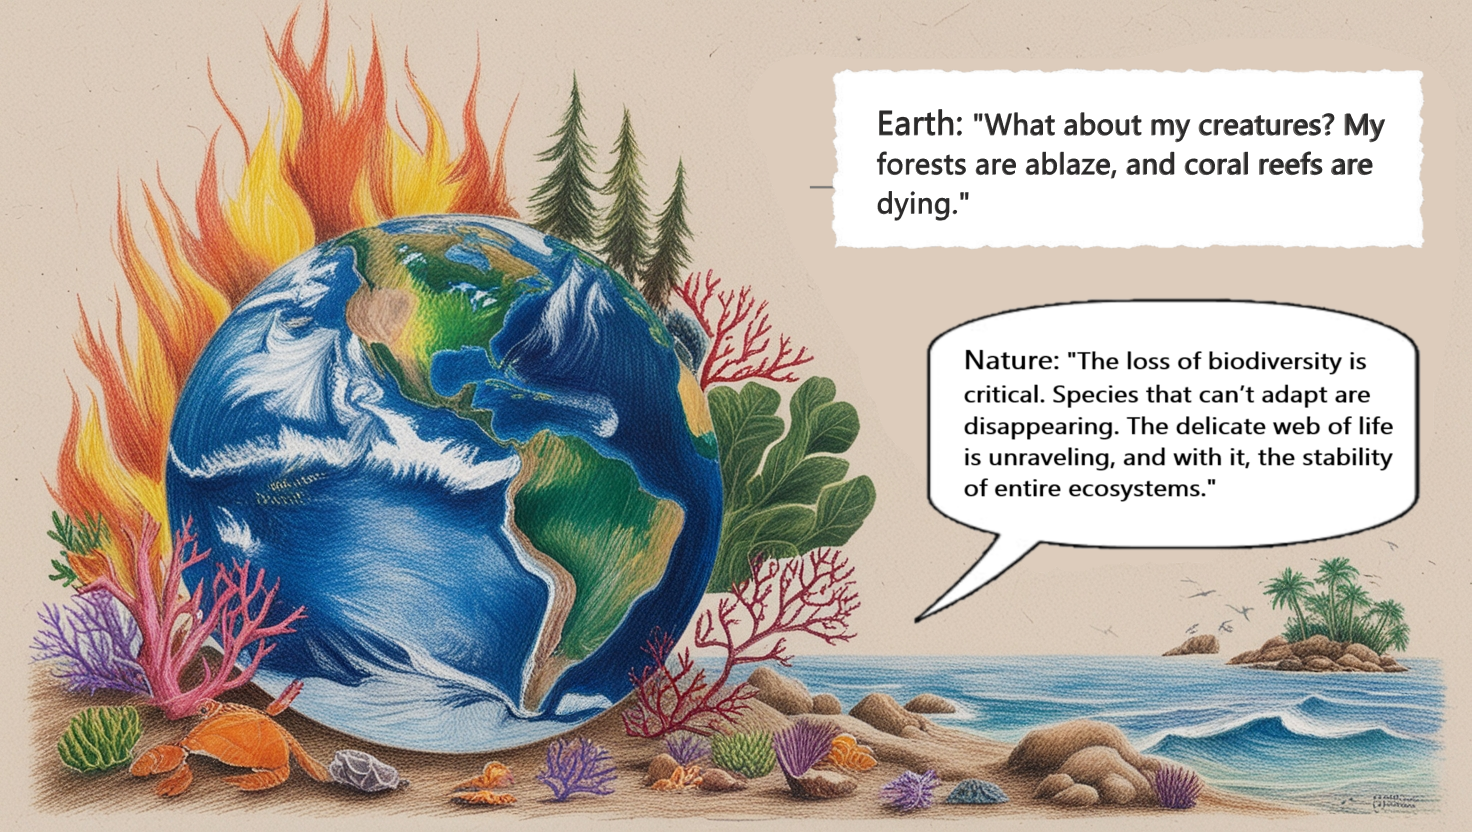 Earth: "What about my creatures? My
forests are ablaze, and coral reefs are
dying."
Nature: "The loss of biodiversity is
critical. Species that can’t adapt are
disappearing. The delicate web of life
is unraveling, and with it, the stability
of entire ecosystems."